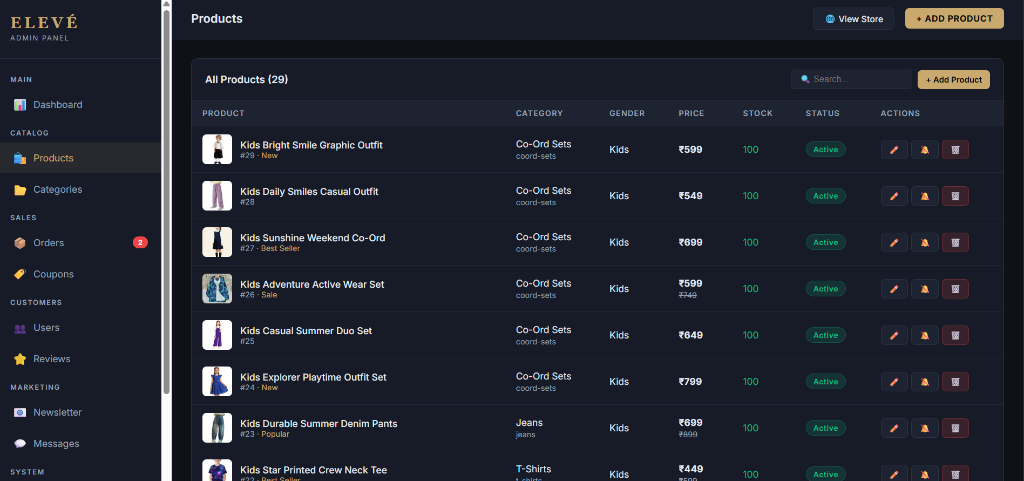 ELEVÉ
ADMIN PANEL
MAIN
Dashboard
CATALOG
Products
Categories
SALES
Orders 2
Coupons
CUSTOMERS
Users
Reviews
MARKETING
Newsletter
Messages
SYSTEM
Products
View Store
+ ADD PRODUCT
All Products (29)
Search...
+ Add Product
PRODUCT CATEGORY GENDER PRICE STOCK STATUS ACTIONS
Kids Bright Smile Graphic Outfit
#29 · New
Co-Ord Sets
coord-sets
Kids
₹599
100
Active
Kids Daily Smiles Casual Outfit
#28
Co-Ord Sets
coord-sets
Kids
₹549
100
Active
Kids Sunshine Weekend Co-Ord
#27 · Best Seller
Co-Ord Sets
coord-sets
Kids
₹699
100
Active
Kids Adventure Active Wear Set
#26 · Sale
Co-Ord Sets
coord-sets
Kids
₹599
₹749
100
Active
Kids Casual Summer Duo Set
#25
Co-Ord Sets
coord-sets
Kids
₹649
100
Active
Kids Explorer Playtime Outfit Set
#24 · New
Co-Ord Sets
coord-sets
Kids
₹799
100
Active
Kids Durable Summer Denim Pants
#23 · Popular
Jeans
jeans
Kids
₹699
₹899
100
Active
Kids Star Printed Crew Neck Tee
Best Seller
T-Shirts
t-shirts
Kids
₹449
100
Active